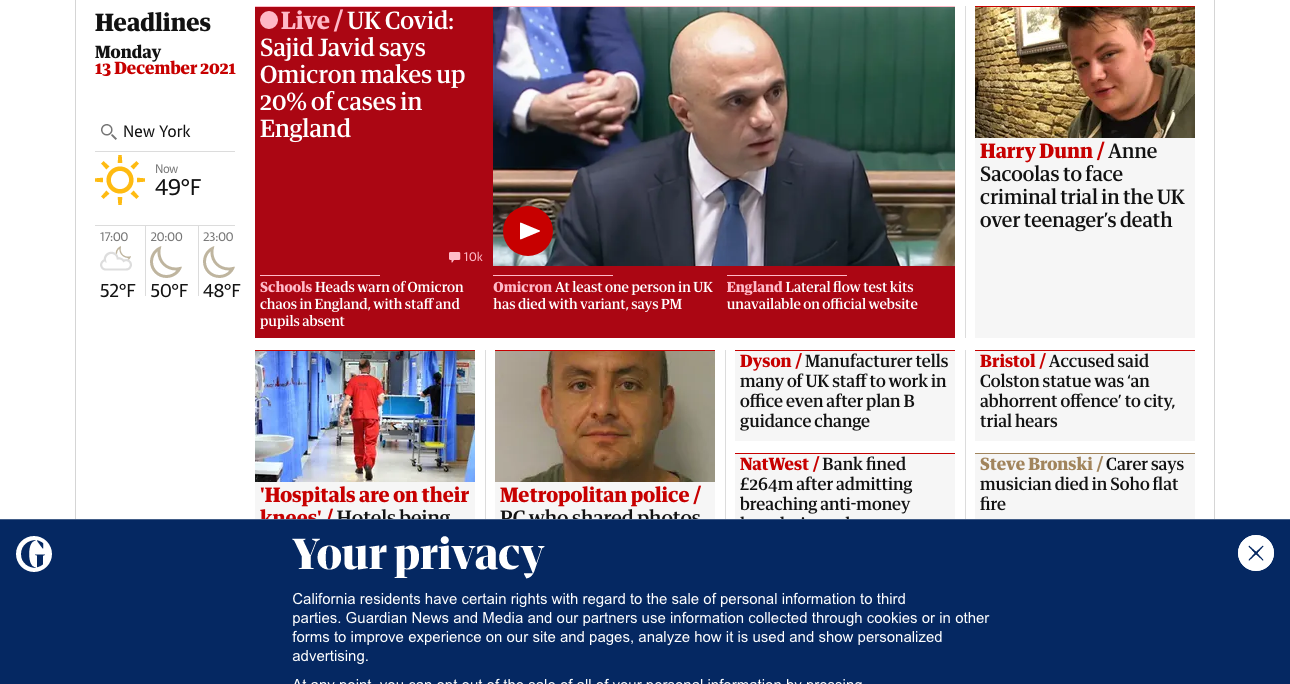 Headlines
Monday
13 December 2021
New York
Now
49°F
17:00
20:00
23:00
52°F
50°F
48°F
Live / UK Covid:
Sajid Javid says
Omicron makes up
20% of cases in
England
10k
Schools Heads warn of Omicron
chaos in England, with staff and
pupils absent
Omicron At least one person in UK
has died with variant, says PM
England Lateral flow test kits
unavailable on official website
Harry Dunn / Anne
Sacoolas to face
criminal trial in the UK
over teenager’s death
'Hospitals are on their
knees' / Hotels being
Metropolitan police /
PC who shared photos
Dyson / Manufacturer tells
many of UK staff to work in
office even after plan B
guidance change
NatWest / Bank fined
£264m after admitting
breaching anti-money
Bristol / Accused said
Colston statue was ‘an
abhorrent offence’ to city,
trial hears
Steve Bronski / Carer says
musician died in Soho flat
fire
G
Your privacy
California residents have certain rights with regard to the sale of personal information to third
parties. Guardian News and Media and our partners use information collected through cookies or in other
forms to improve experience on our site and pages, analyze how it is used and show personalized
advertising.
At any point, you can opt out of the sale of all of your personal information by pressing